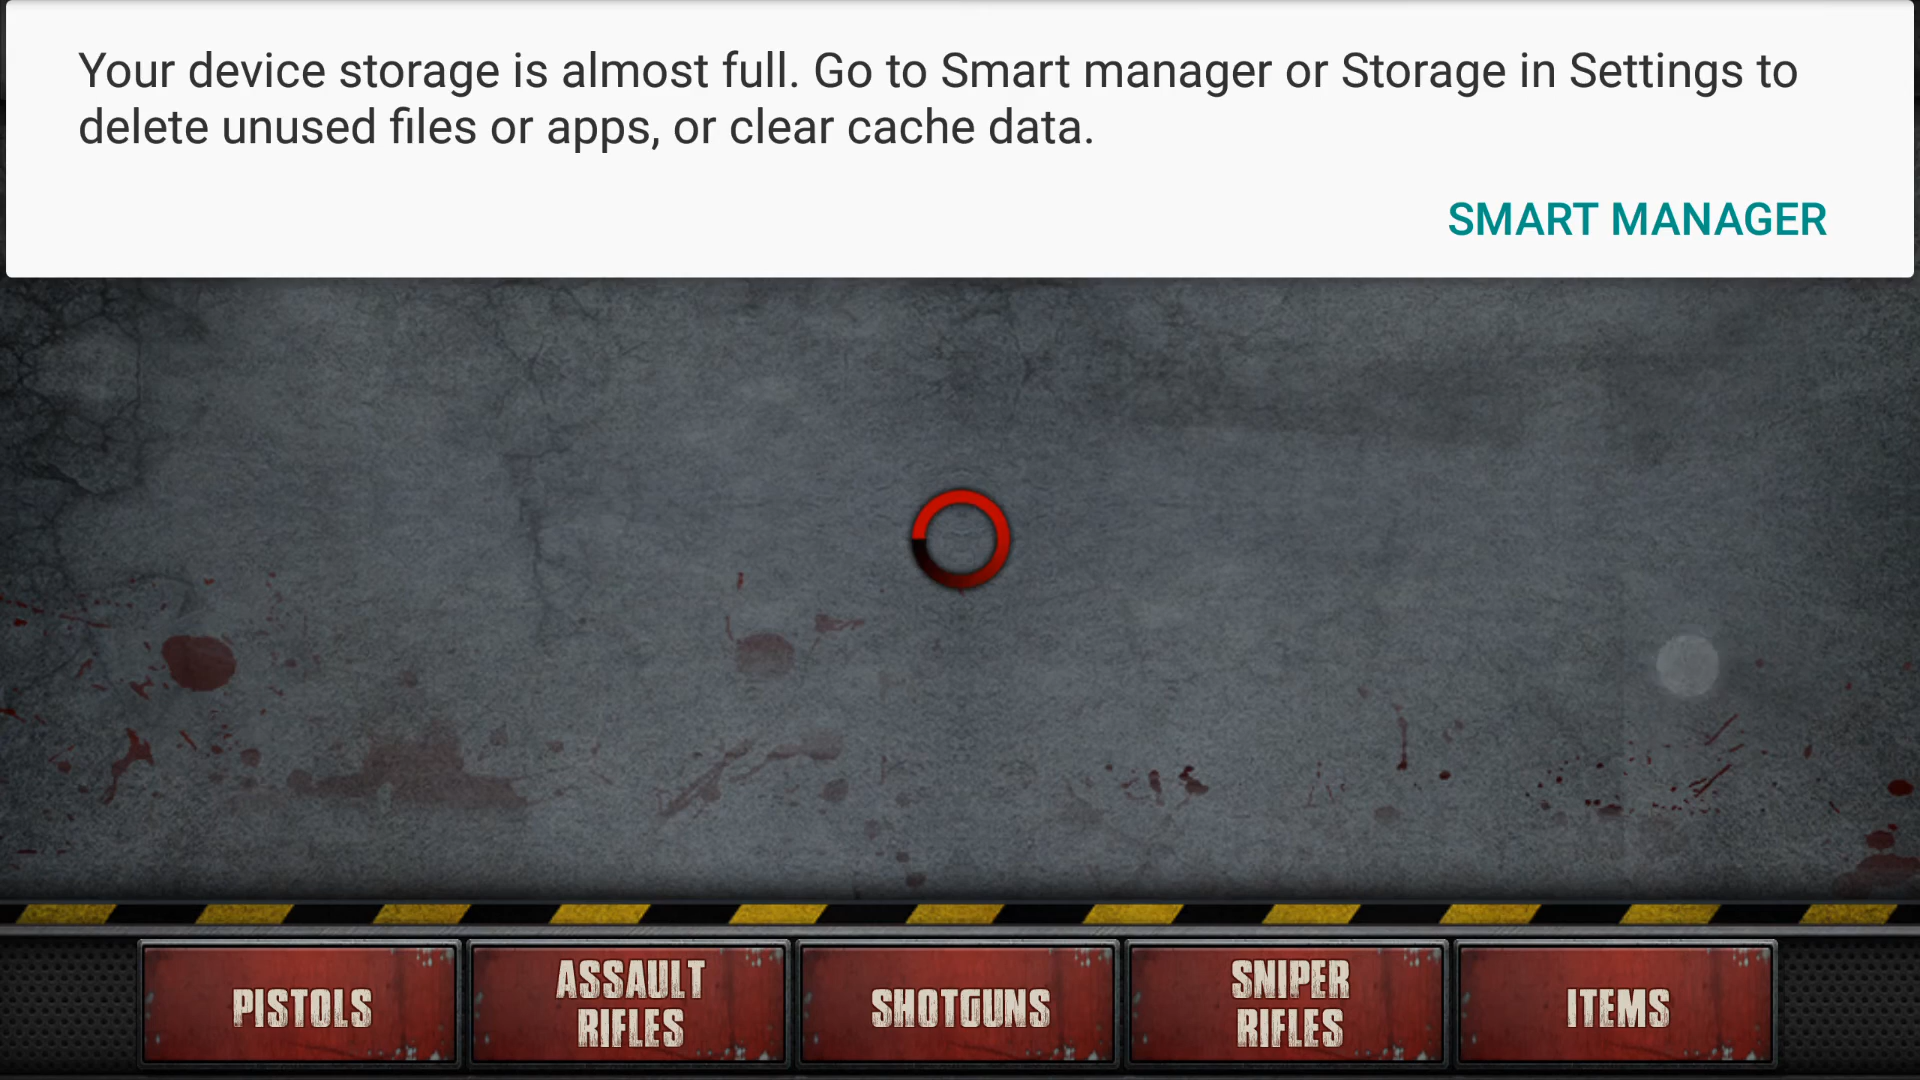 Your device storage is almost full. Go to Smart manager or Storage in Settings to
delete unused files or apps, or clear cache data.
SMART MANAGER
PISTOLS
ASSAULT
RIFLES
SHOTGUNS
SNIPER
RIFLES
ITEMS